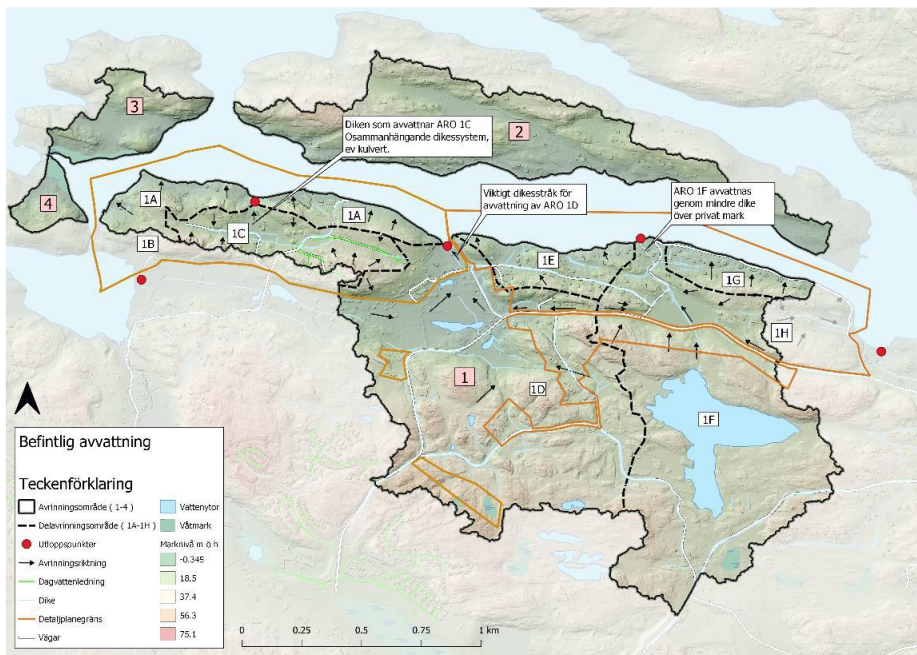 3
4
2
Diken som avvattnar ARO 1C
Osammanhängande dikessystem,
ev kulvert.
Viktigt dikesstråk för
avvattning av ARO 1D
ARO 1F avvattnas
genom mindre dike
över privat mark
1A
1A
1B
1C
1E
1G
1H
1
1D
1F
Befintlig avvattning
Teckenförklaring
Avrinningsområde ( 1-4 )
Delavrinningsområde ( 1A-1H )
Utloppspunkter
Avrinningsriktning
Dagvattenledning
Dike
Detaljplanegräns
Vägar
Vattenytor
Våtmark
Marknivå m ö h
-0.345
18.5
37.4
56.3
75.1
0 0.25 0.5 0.75 1 km